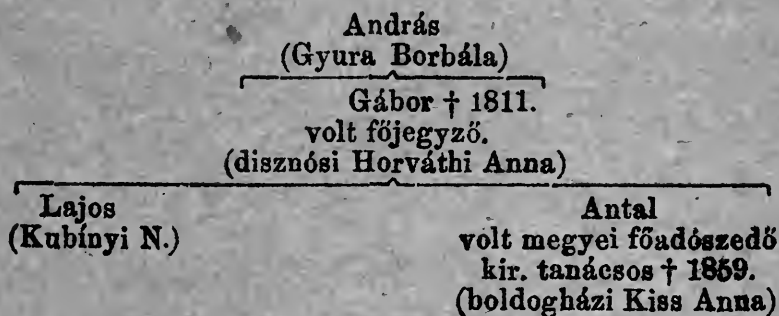 András
(Gyura Borbála)
Gábor † 1811.
volt főjegyző.
(disznósi Horváthi Anna)
Lajos
(Kubínyi N.)
Antal
volt megyei főadószedő
kir. tanácsos † 1859.
(boldogházi Kiss Anna)